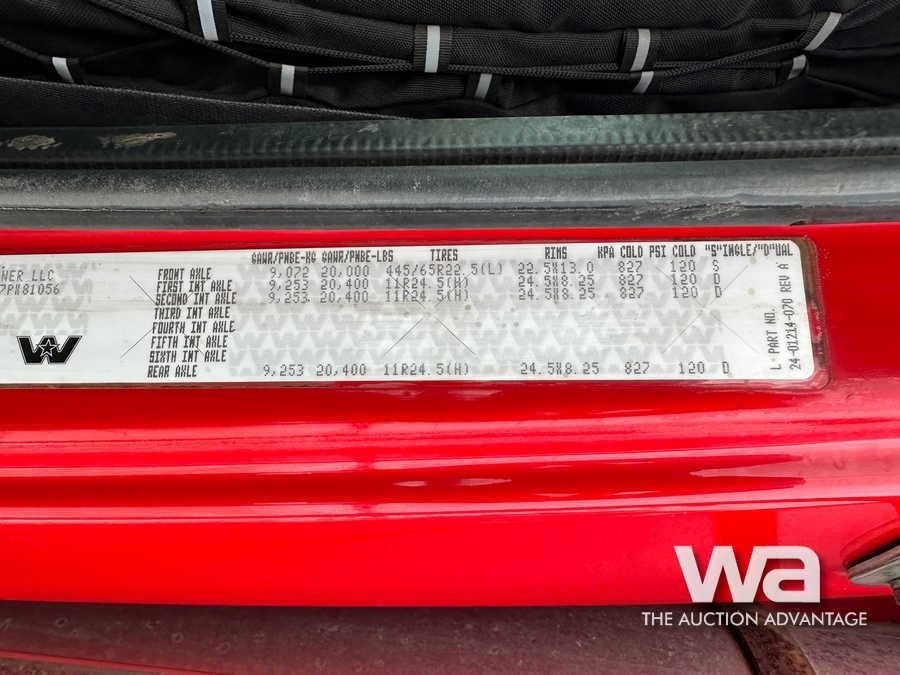 GAWR/PNBE-KG GAWR/PNBE-LBS TIRES RIMS KPA COLD PSI COLD "S"INGLE/"D"UAL
NER LLC
7PX81056
FRONT AXLE 9,072 20,000 445/65R22.5(L) 22.5X13.0 827 120 S
FIRST INT AXLE 9,253 20,400 11R24.5(H) 24.5X8.25 827 120 D
SECOND INT AXLE 9,253 20,400 11R24.5(H) 24.5X8.25 827 120 D
THIRD INT AXLE
FOURTH INT AXLE
FIFTH INT AXLE
SIXTH INT AXLE
REAR AXLE 9,253 20,400 11R24.5(H) 24.5X8.25 827 120 D
W
L PART NO.
24-01214-070 REV A
wa
THE AUCTION ADVANTAGE